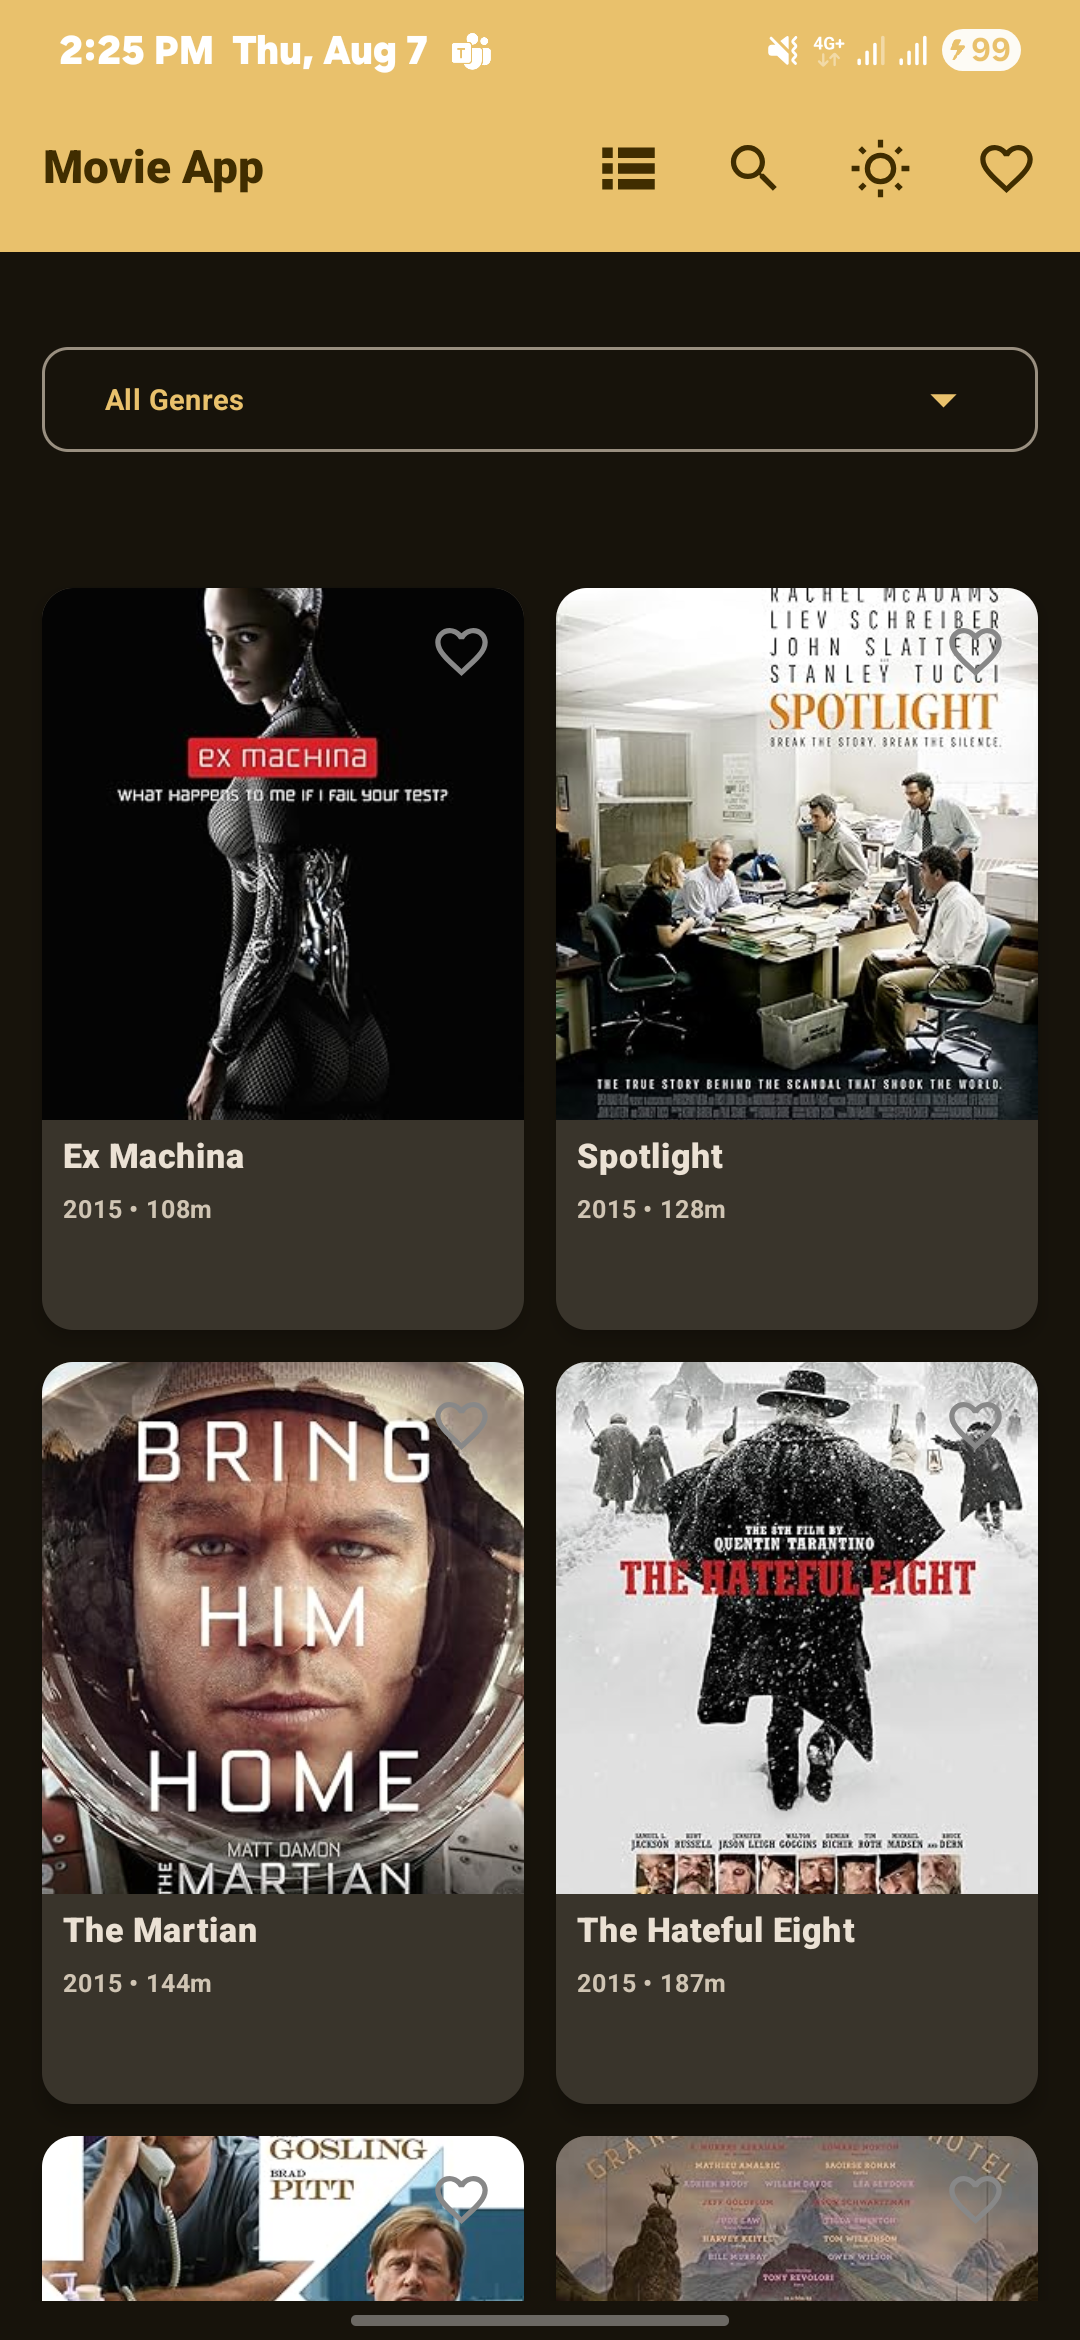 2:25 PM Thu, Aug 7
4G+
99
Movie App
All Genres
ex machina
WHAT HAPPENS TO ME IF I FAIL YOUR TEST?
RACHEL McADAMS
LIEV SCHREIBER
JOHN SLATTERY
STANLEY TUCCI
SPOTLIGHT
BREAK THE STORY. BREAK THE SILENCE.
THE TRUE STORY BEHIND THE SCANDAL THAT SHOOK THE WORLD.
Ex Machina
2015 • 108m
Spotlight
2015 • 128m
BRING
HIM
HOME
MATT DAMON
THE MARTIAN
THE 8TH FILM BY
QUENTIN TARANTINO
THE HATEFUL EIGHT
SAMUEL L. JACKSON
KURT RUSSELL
JENNIFER JASON LEIGH
WALTON GOGGINS
DEMIAN BICHIR
TIM ROTH
MICHAEL MADSEN
AND BRUCE DERN
The Martian
2015 • 144m
The Hateful Eight
2015 • 187m
GOSLING
BRAD
PITT
F. MURRAY ABRAHAM
EDWARD NORTON
MATHIEU AMALRIC
SAOIRSE RONAN
ADRIEN BRODY
WILLEM DAFOE
LÉA SEYDOUX
JEFF GOLDBLUM
JASON SCHWARTZMAN
JUDE LAW
TILDA SWINTON
HARVEY KEITEL
TOM WILKINSON
BILL MURRAY
OWEN WILSON
TONY REVOLORI